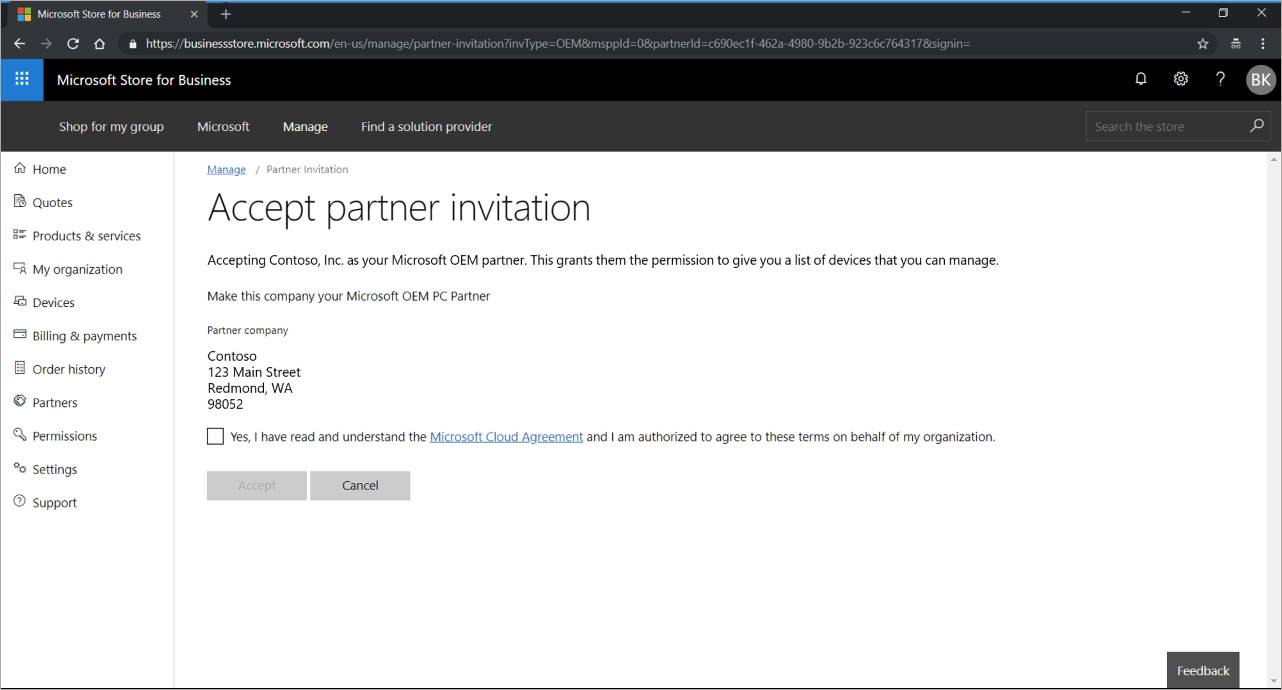 Microsoft Store for Business
https://businessstore.microsoft.com/en-us/manage/partner-invitation?invType=OEM&msppId=0&partnerId=c690ec1f-462a-4980-9b2b-923c6c764317&signin=
Microsoft Store for Business
BK
Shop for my group Microsoft Manage Find a solution provider Search the store
Home
Quotes
Products & services
My organization
Devices
Billing & payments
Order history
Partners
Permissions
Settings
Support
Manage / Partner Invitation
Accept partner invitation
Accepting Contoso, Inc. as your Microsoft OEM partner. This grants them the permission to give you a list of devices that you can manage.
Make this company your Microsoft OEM PC Partner
Partner company
Contoso
123 Main Street
Redmond, WA
98052
Yes, I have read and understand the Microsoft Cloud Agreement and I am authorized to agree to these terms on behalf of my organization.
Accept Cancel
Feedback